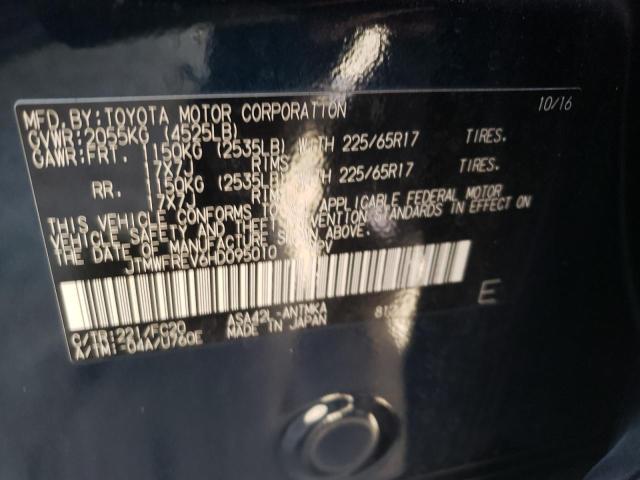 MFD.BY:TOYOTA MOTOR CORPORATION 10/16
GVWR:2055KG (4525LB)
GAWR:FRT. 1150KG (2535LB) WITH 225/65R17 TIRES.
17X7J RIMS
RR. 1150KG (2535LB) WITH 225/65R17 TIRES.
17X7J
THIS VEHICLE CONFORMS TO APPLICABLE FEDERAL MOTOR
VEHICLE SAFETY AND THEFT PREVENTION STANDARDS IN EFFECT ON
THE DATE OF MANUFACTURE ABOVE.
JTMWFREV6HD095010
C/TR:221/FC20 ASA42L-ANTMKA
A/TM:-04A/U760E MADE IN JAPAN
E